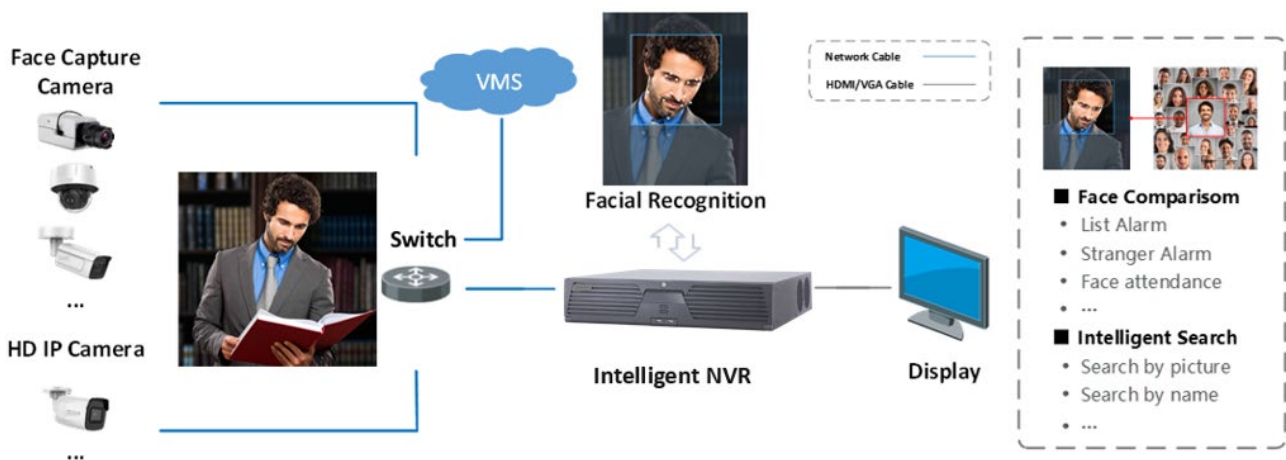 Face Capture
Camera
...
HD IP Camera
...
VMS
Switch
Facial Recognition
Intelligent NVR
Display
Network Cable
HDMI/VGA Cable
■ Face Comparisom
• List Alarm
• Stranger Alarm
• Face attendance
• ...
■ Intelligent Search
• Search by picture
• Search by name
• ...